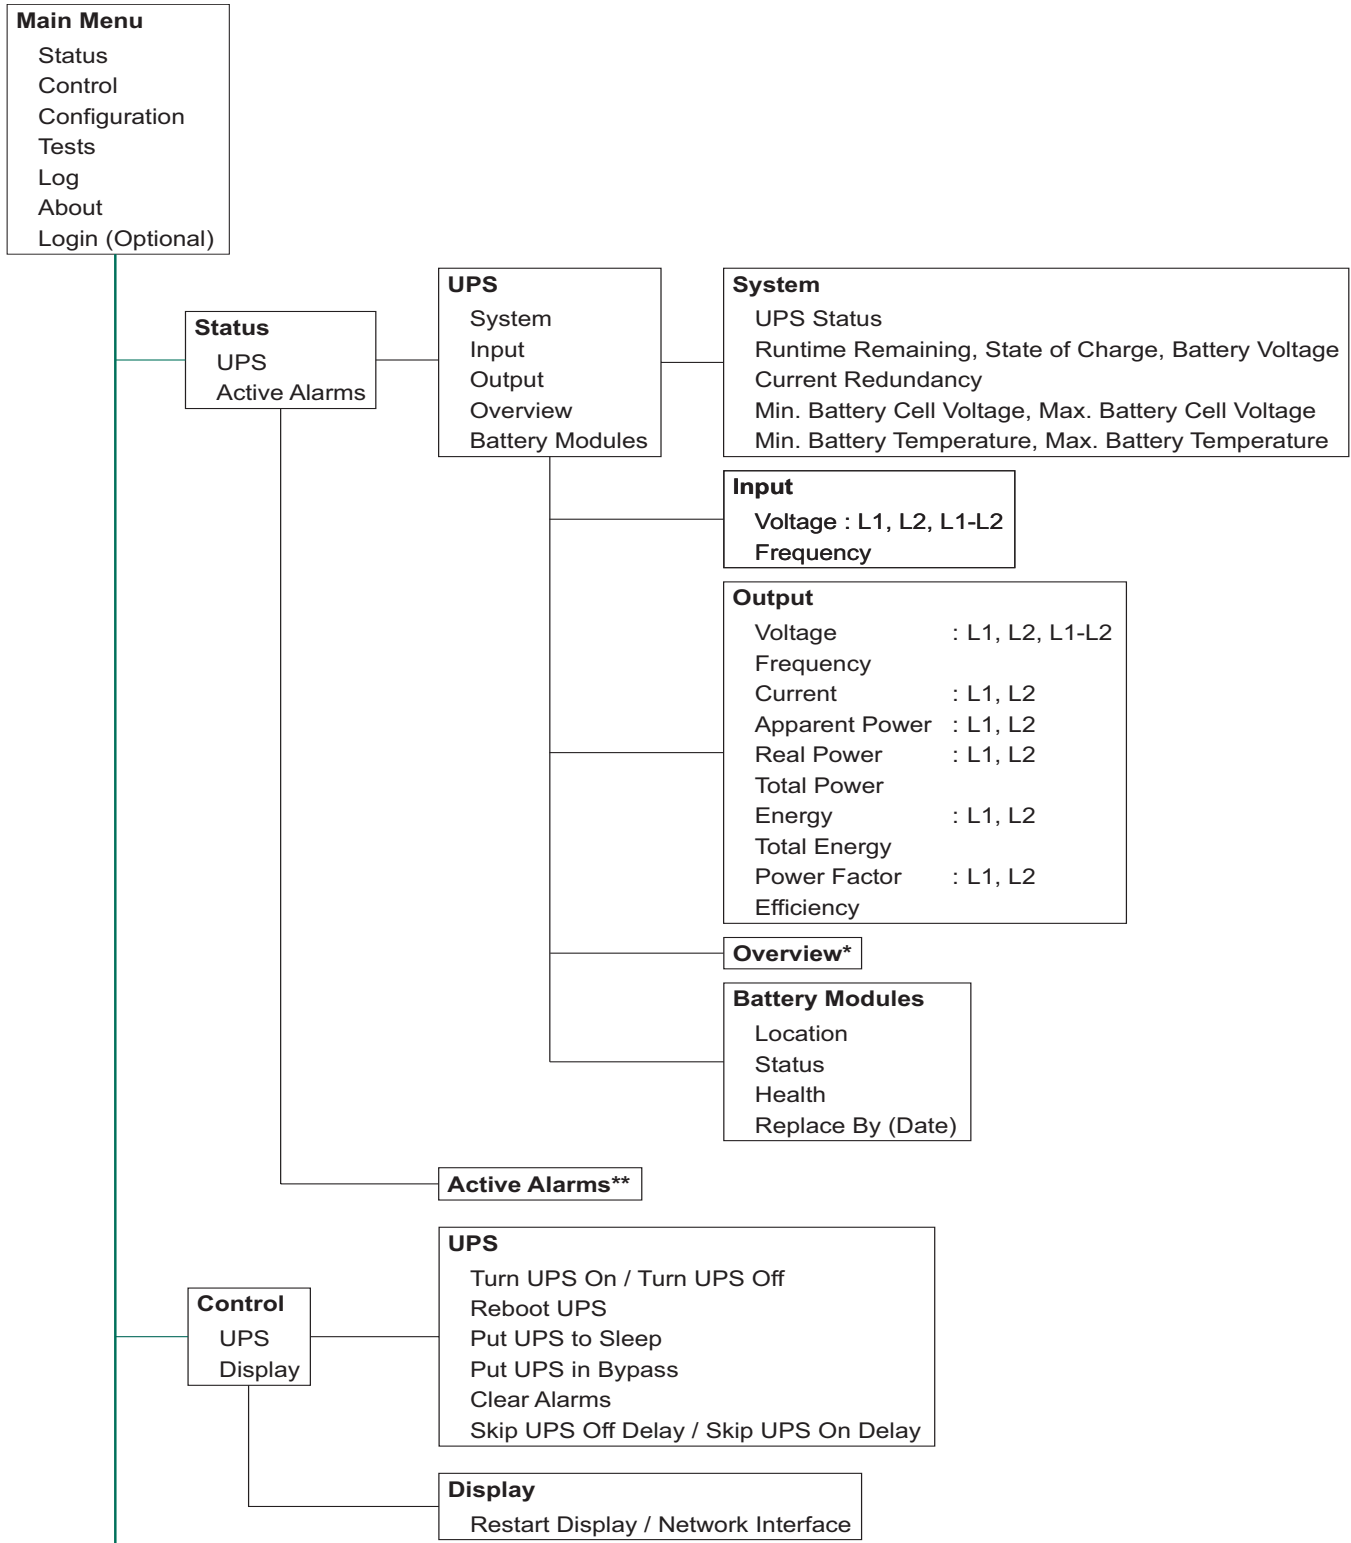 Main Menu
Status
Control
Configuration
Tests
Log
About
Login (Optional)
Status
UPS
Active Alarms
UPS
System
Input
Output
Overview
Battery Modules
System
UPS Status
Runtime Remaining, State of Charge, Battery Voltage
Current Redundancy
Min. Battery Cell Voltage, Max. Battery Cell Voltage
Min. Battery Temperature, Max. Battery Temperature
Input
Voltage : L1, L2, L1-L2
Frequency
Output
Voltage : L1, L2, L1-L2
Frequency
Current : L1, L2
Apparent Power : L1, L2
Real Power : L1, L2
Total Power
Energy : L1, L2
Total Energy
Power Factor : L1, L2
Efficiency
Overview*
Battery Modules
Location
Status
Health
Replace By (Date)
Active Alarms**
Control
UPS
Display
UPS
Turn UPS On / Turn UPS Off
Reboot UPS
Put UPS to Sleep
Put UPS in Bypass
Clear Alarms
Skip UPS Off Delay / Skip UPS On Delay
Display
Restart Display / Network Interface